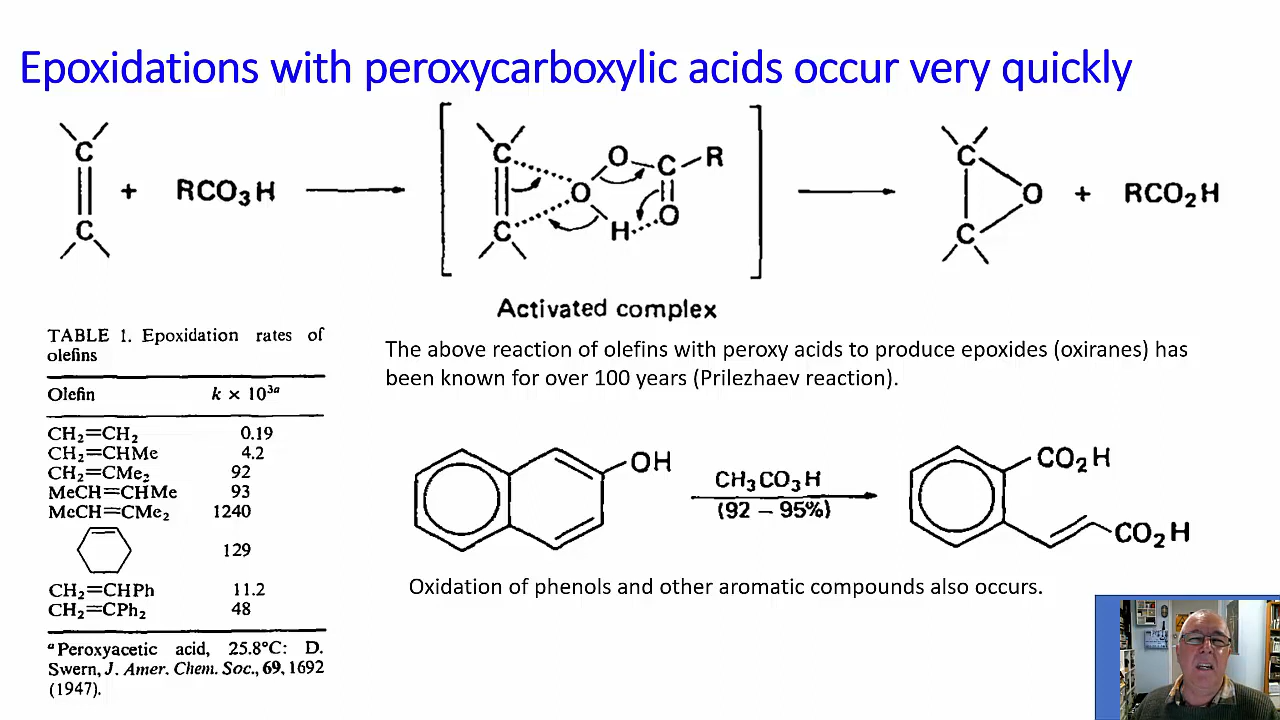 Epoxidations with peroxycarboxylic acids occur very quickly
C
C
+
RCO₃H
C
C
O
O
C
R
H
O
C
C
O
+
RCO₂H
Activated complex
TABLE 1. Epoxidation rates of
olefins
Olefin k × 10³ᵃ
CH₂=CH₂ 0.19
CH₂=CHMe 4.2
CH₂=CMe₂ 92
MeCH=CHMe 93
MeCH=CMe₂ 1240
129
CH₂=CHPh 11.2
CH₂=CPh₂ 48
ᵃ Peroxyacetic acid, 25.8°C: D.
Swern, J. Amer. Chem. Soc., 69, 1692
(1947).
The above reaction of olefins with peroxy acids to produce epoxides (oxiranes) has
been known for over 100 years (Prilezhaev reaction).
OH
CH₃CO₃H
(92 – 95%)
CO₂H
CO₂H
Oxidation of phenols and other aromatic compounds also occurs.